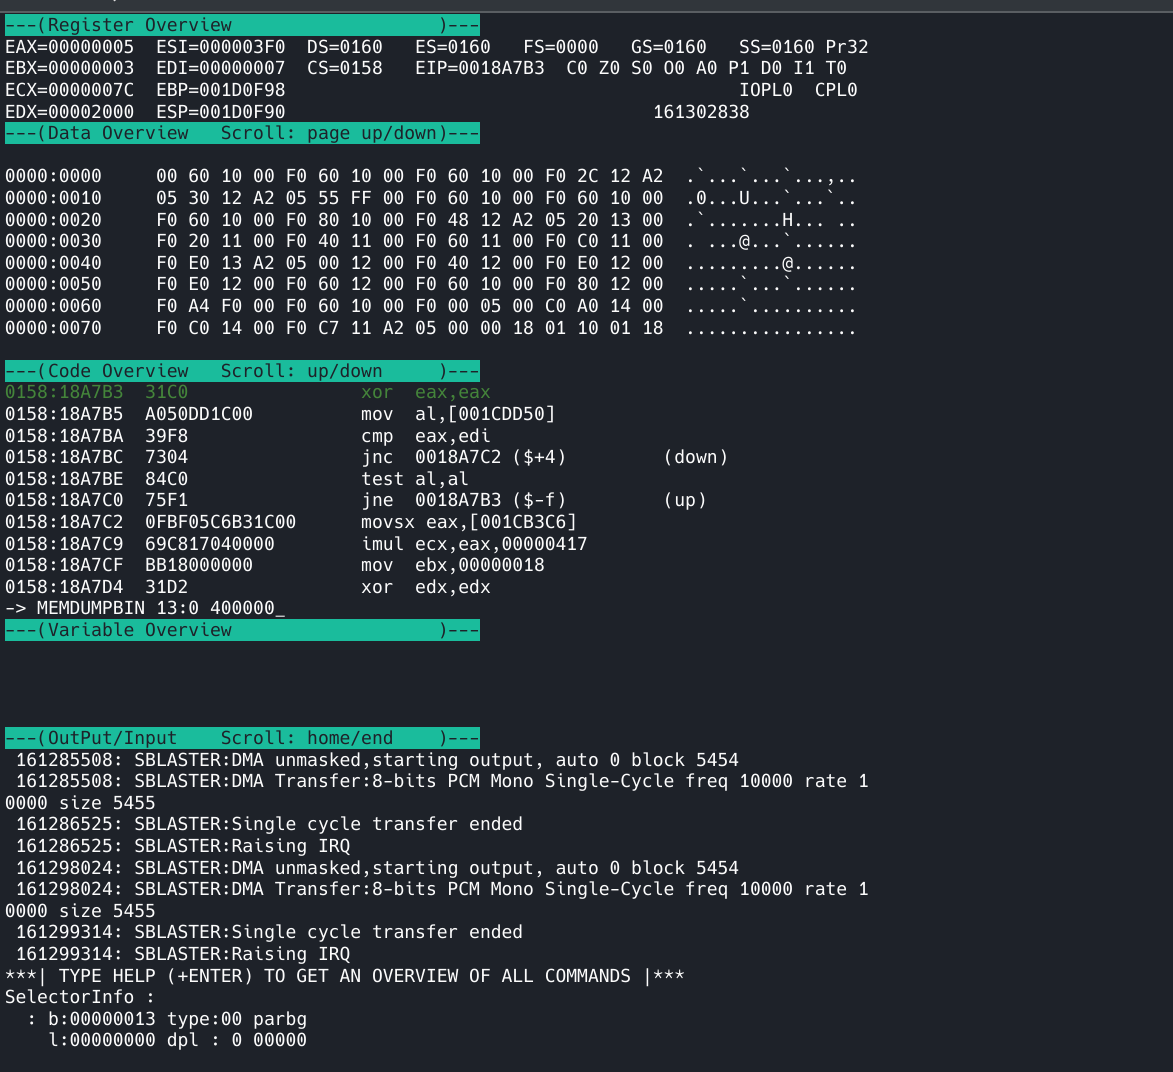 ---(Register Overview                   )---
EAX=00000005  ESI=000003F0  DS=0160   ES=0160   FS=0000   GS=0160   SS=0160 Pr32
EBX=00000003  EDI=00000007  CS=0158   EIP=0018A7B3  C0 Z0 S0 O0 A0 P1 D0 I1 T0
ECX=0000007C  EBP=001D0F98                                          IOPL0  CPL0
EDX=00002000  ESP=001D0F90                                  161302838
---(Data Overview   Scroll: page up/down)---
0000:0000     00 60 10 00 F0 60 10 00 F0 60 10 00 F0 2C 12 A2  .`...`...`...,..
0000:0010     05 30 12 A2 05 55 FF 00 F0 60 10 00 F0 60 10 00  .0...U...`...`..
0000:0020     F0 60 10 00 F0 80 10 00 F0 48 12 A2 05 20 13 00  .`.......H... ..
0000:0030     F0 20 11 00 F0 40 11 00 F0 60 11 00 F0 C0 11 00  . ...@...`......
0000:0040     F0 E0 13 A2 05 00 12 00 F0 40 12 00 F0 E0 12 00  .........@......
0000:0050     F0 E0 12 00 F0 60 12 00 F0 60 10 00 F0 80 12 00  .....`...`......
0000:0060     F0 A4 F0 00 F0 60 10 00 F0 00 05 00 C0 A0 14 00  .....`..........
0000:0070     F0 C0 14 00 F0 C7 11 A2 05 00 00 18 01 10 01 18  ................
---(Code Overview   Scroll: up/down     )---
0158:18A7B3  31C0                xor  eax,eax
0158:18A7B5  A050DD1C00          mov  al,[001CDD50]
0158:18A7BA  39F8                cmp  eax,edi
0158:18A7BC  7304                jnc  0018A7C2 ($+4)         (down)
0158:18A7BE  84C0                test al,al
0158:18A7C0  75F1                jne  0018A7B3 ($-f)         (up)
0158:18A7C2  0FBF05C6B31C00      movsx eax,[001CB3C6]
0158:18A7C9  69C817040000        imul ecx,eax,00000417
0158:18A7CF  BB18000000          mov  ebx,00000018
0158:18A7D4  31D2                xor  edx,edx
-> MEMDUMPBIN 13:0 400000_
---(Variable Overview                   )---
---(OutPut/Input    Scroll: home/end    )---
161285508: SBLASTER:DMA unmasked,starting output, auto 0 block 5454
161285508: SBLASTER:DMA Transfer:8-bits PCM Mono Single-Cycle freq 10000 rate 1
0000 size 5455
161286525: SBLASTER:Single cycle transfer ended
161286525: SBLASTER:Raising IRQ
161298024: SBLASTER:DMA unmasked,starting output, auto 0 block 5454
161298024: SBLASTER:DMA Transfer:8-bits PCM Mono Single-Cycle freq 10000 rate 1
0000 size 5455
161299314: SBLASTER:Single cycle transfer ended
161299314: SBLASTER:Raising IRQ
***| TYPE HELP (+ENTER) TO GET AN OVERVIEW OF ALL COMMANDS |***
SelectorInfo :
: b:00000013 type:00 parbg
l:00000000 dpl : 0 00000